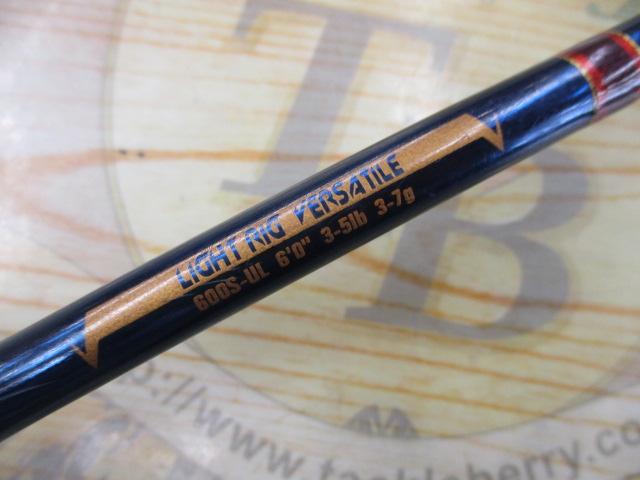 LIGHT RIG VERSATILE
600S-UL 6'0" 3-5lb 3-7g
TB
://www.tackleberry.co